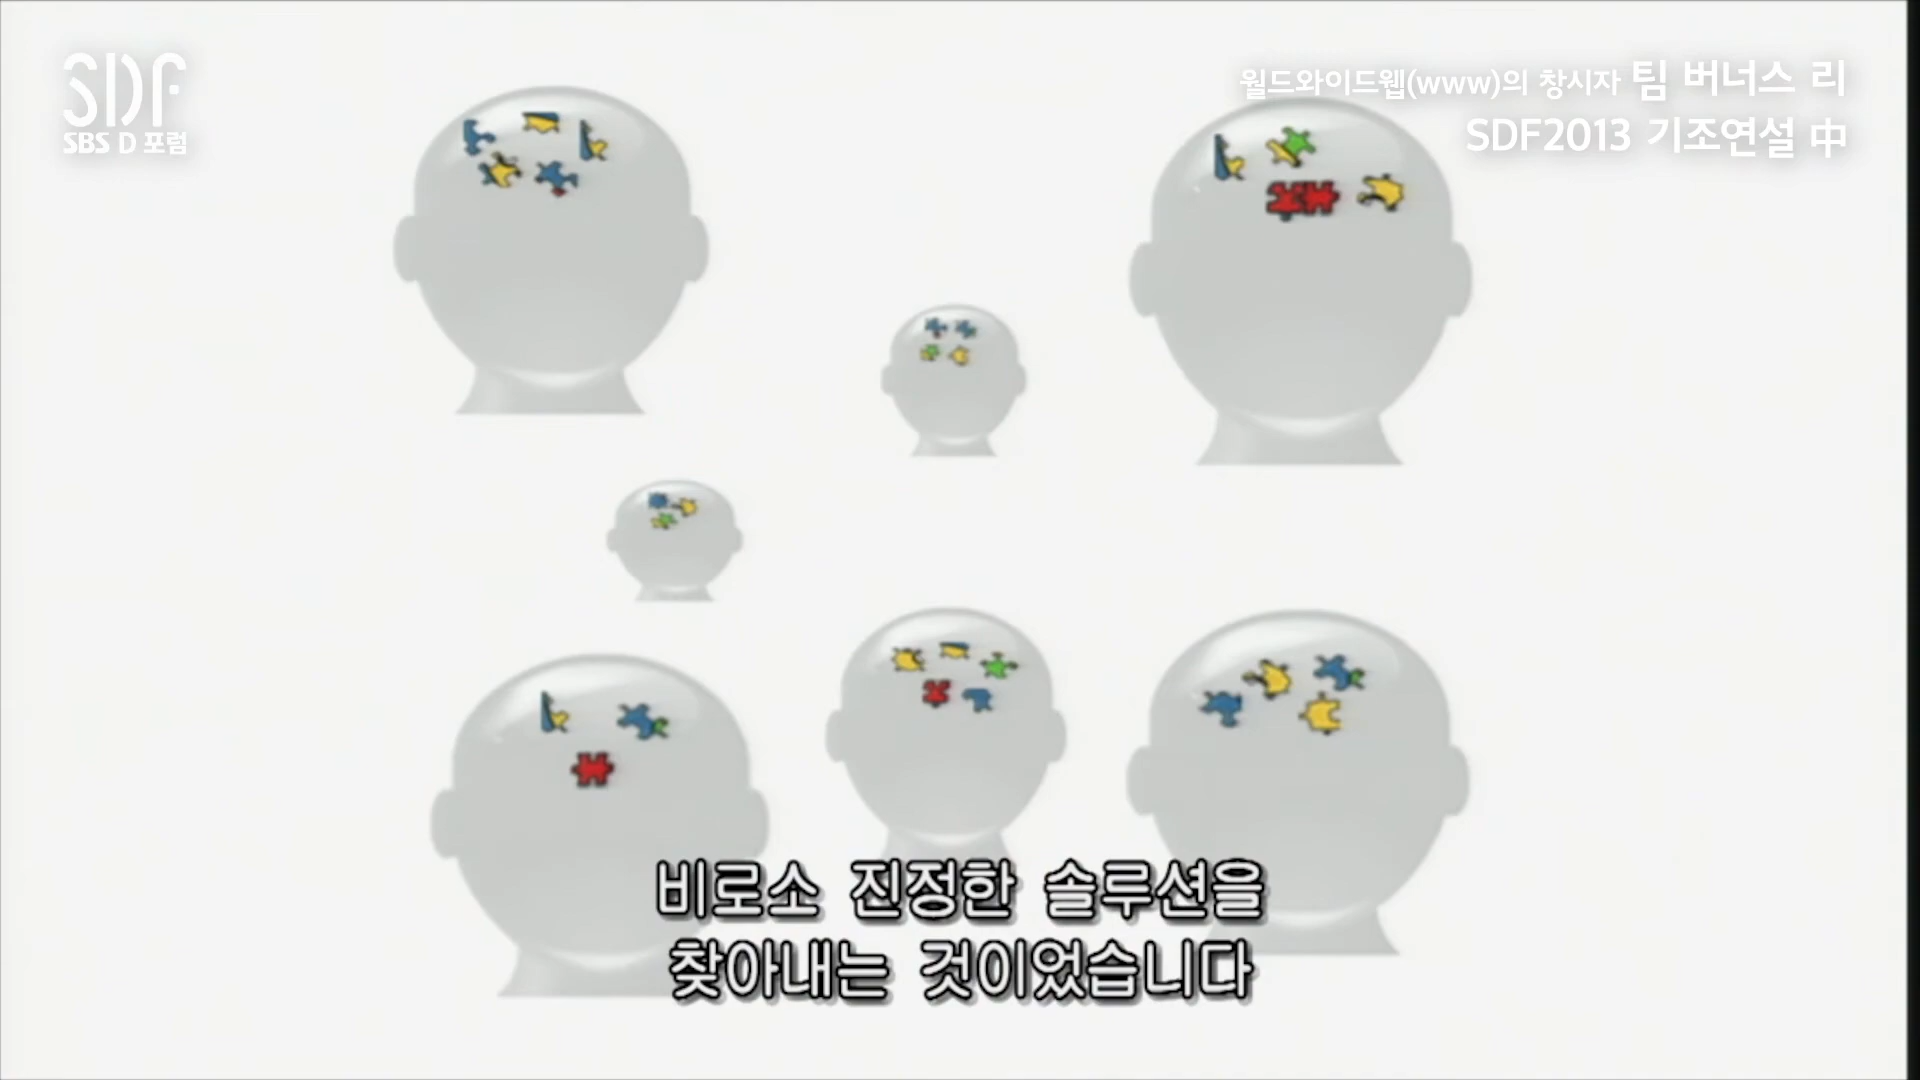 SDF
SBS D 포럼
월드와이드웹(www)의 창시자 팀 버너스 리
SDF2013 기조연설 中
비로소 진정한 솔루션을
찾아내는 것이었습니다